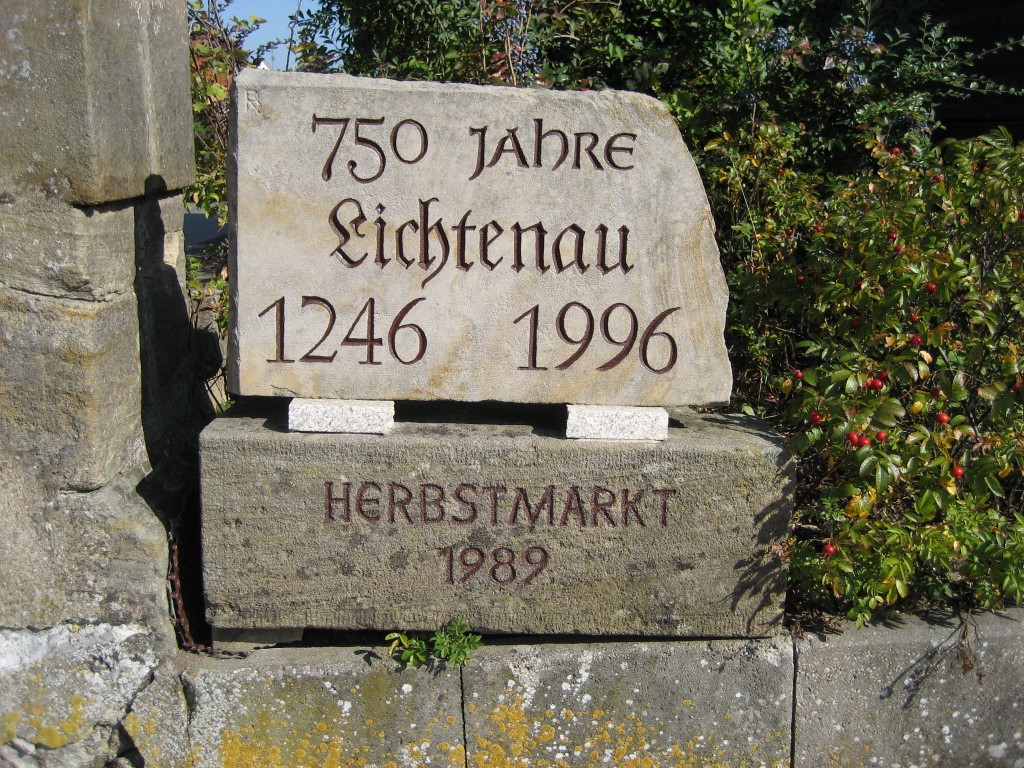 750 JAHRE
Lichtenau
1246 1996
HERBSTMARKT
1989